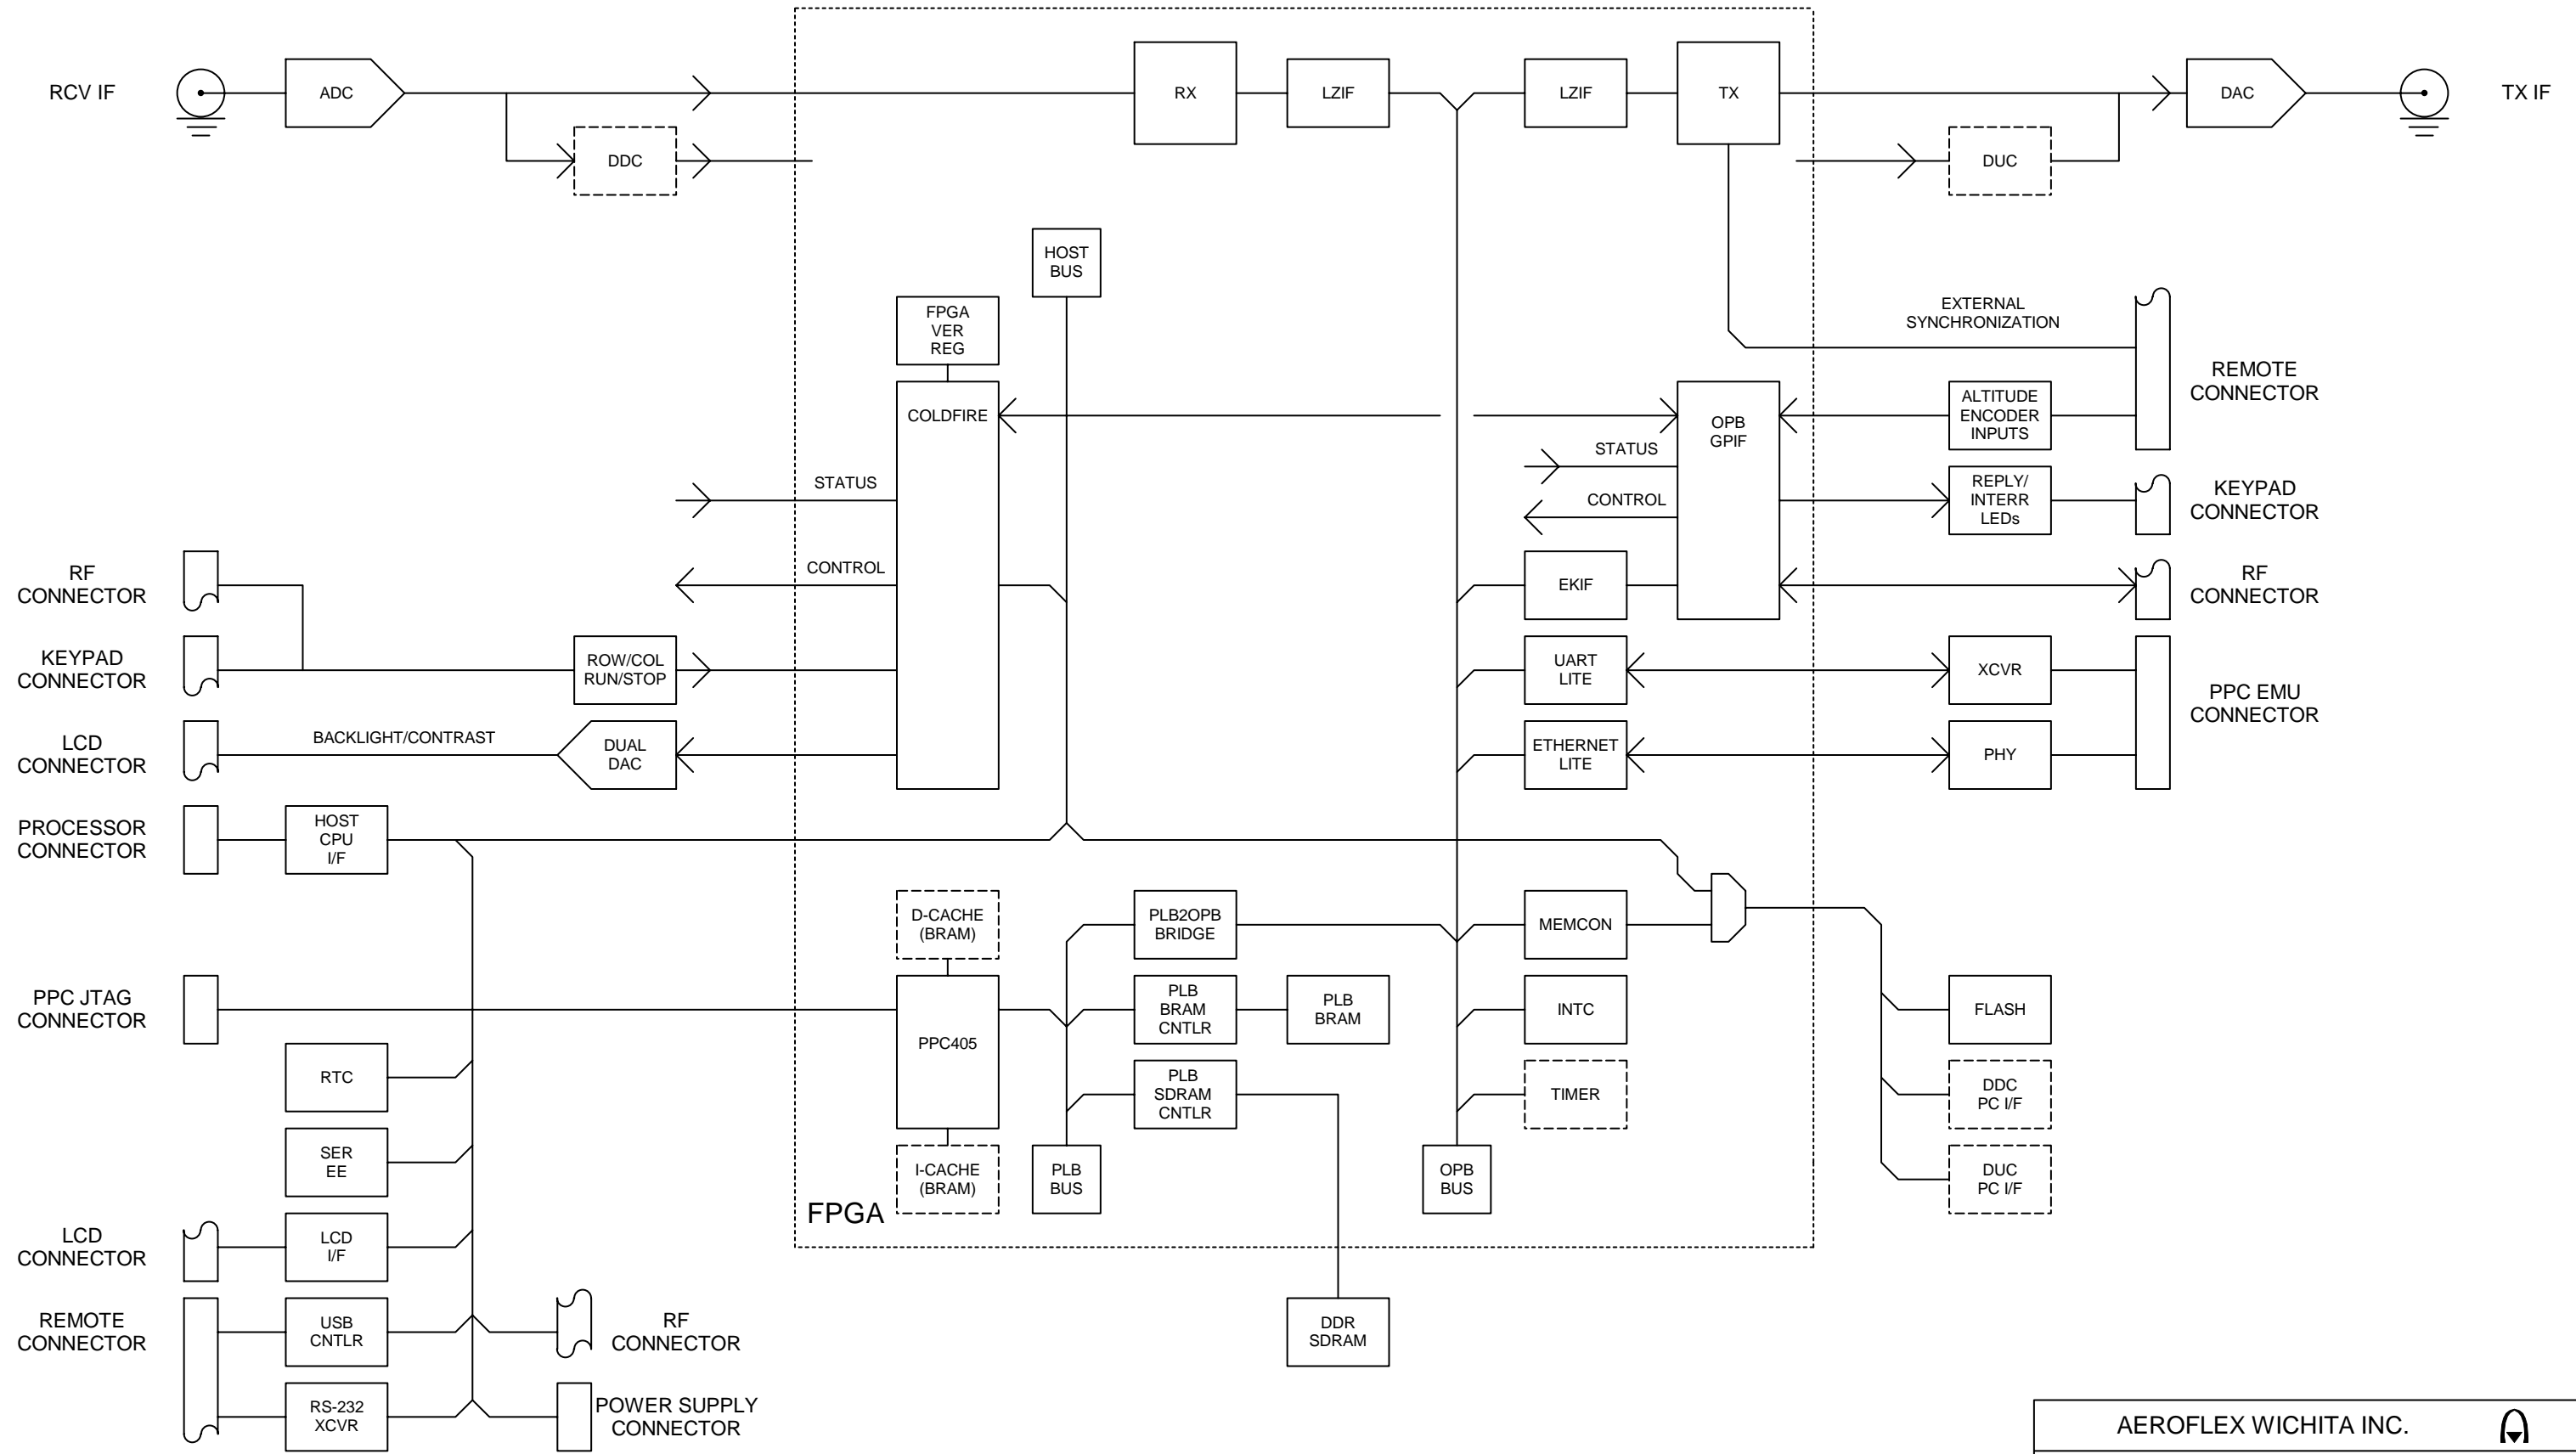 RCV IF
ADC
RX
LZIF
LZIF
TX
DAC
TX IF
DDC
DUC
HOST
BUS
FPGA
VER
REG
EXTERNAL
SYNCHRONIZATION
REMOTE
CONNECTOR
COLDFIRE
OPB
GPIF
ALTITUDE
ENCODER
INPUTS
STATUS
STATUS
CONTROL
REPLY/
INTERR
LEDs
KEYPAD
CONNECTOR
RF
CONNECTOR
CONTROL
EKIF
RF
CONNECTOR
KEYPAD
CONNECTOR
ROW/COL
RUN/STOP
UART
LITE
XCVR
PPC EMU
CONNECTOR
LCD
CONNECTOR
BACKLIGHT/CONTRAST
DUAL
DAC
ETHERNET
LITE
PHY
PROCESSOR
CONNECTOR
HOST
CPU
I/F
D-CACHE
(BRAM)
PLB2OPB
BRIDGE
MEMCON
PPC JTAG
CONNECTOR
PPC405
PLB
BRAM
CNTLR
PLB
BRAM
INTC
FLASH
RTC
PLB
SDRAM
CNTLR
TIMER
DDC
PC I/F
SER
EE
I-CACHE
(BRAM)
PLB
BUS
OPB
BUS
DUC
PC I/F
FPGA
LCD
CONNECTOR
LCD
I/F
REMOTE
CONNECTOR
USB
CNTLR
RF
CONNECTOR
DDR
SDRAM
RS-232
XCVR
POWER SUPPLY
CONNECTOR
AEROFLEX WICHITA INC.